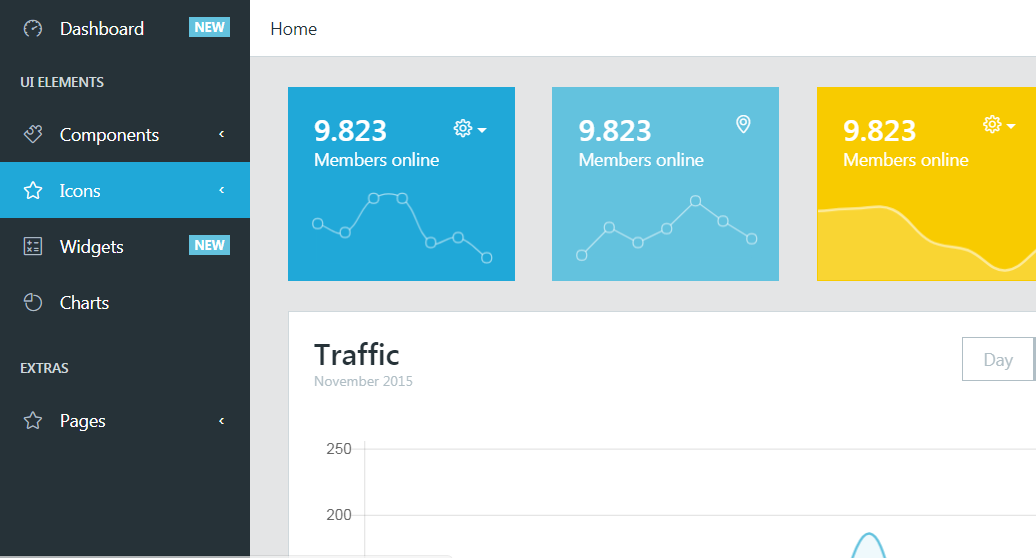 Dashboard NEW
UI ELEMENTS
Components
Icons
Widgets NEW
Charts
EXTRAS
Pages
Home
9.823
Members online
9.823
Members online
9.823
Members online
Traffic
November 2015
Day
250
200